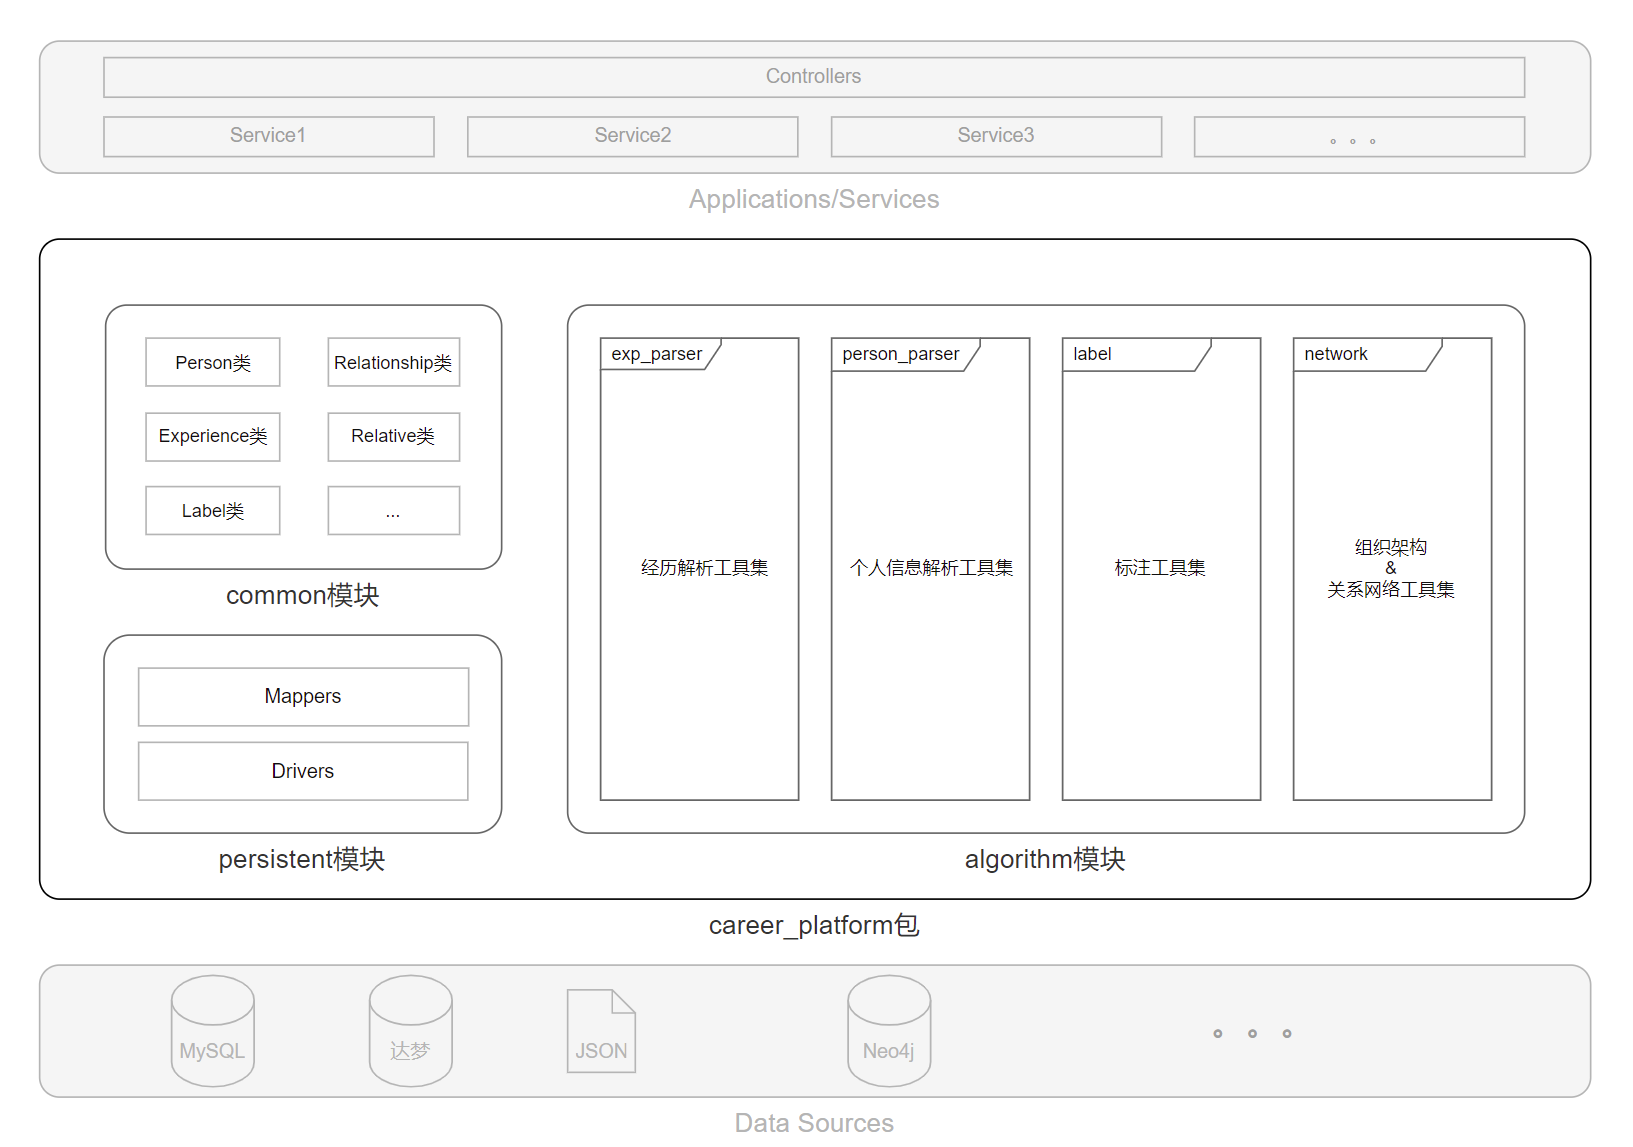 Controllers
Service1
Service2
Service3
。。。
Applications/Services
Person类
Relationship类
Experience类
Relative类
Label类
...
common模块
Mappers
Drivers
persistent模块
exp_parser
经历解析工具集
person_parser
个人信息解析工具集
label
标注工具集
network
组织架构
&
关系网络工具集
algorithm模块
career_platform包
MySQL
达梦
JSON
Neo4j
。。。
Data Sources